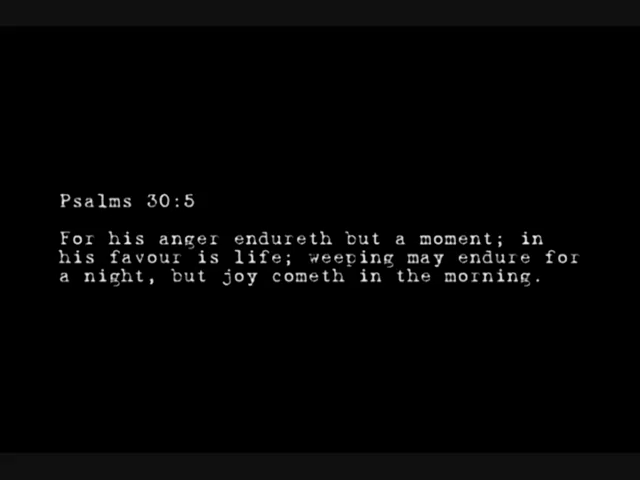 Psalms 30:5
For his anger endureth but a moment; in
his favour is life; weeping may endure for
a night, but joy cometh in the morning.